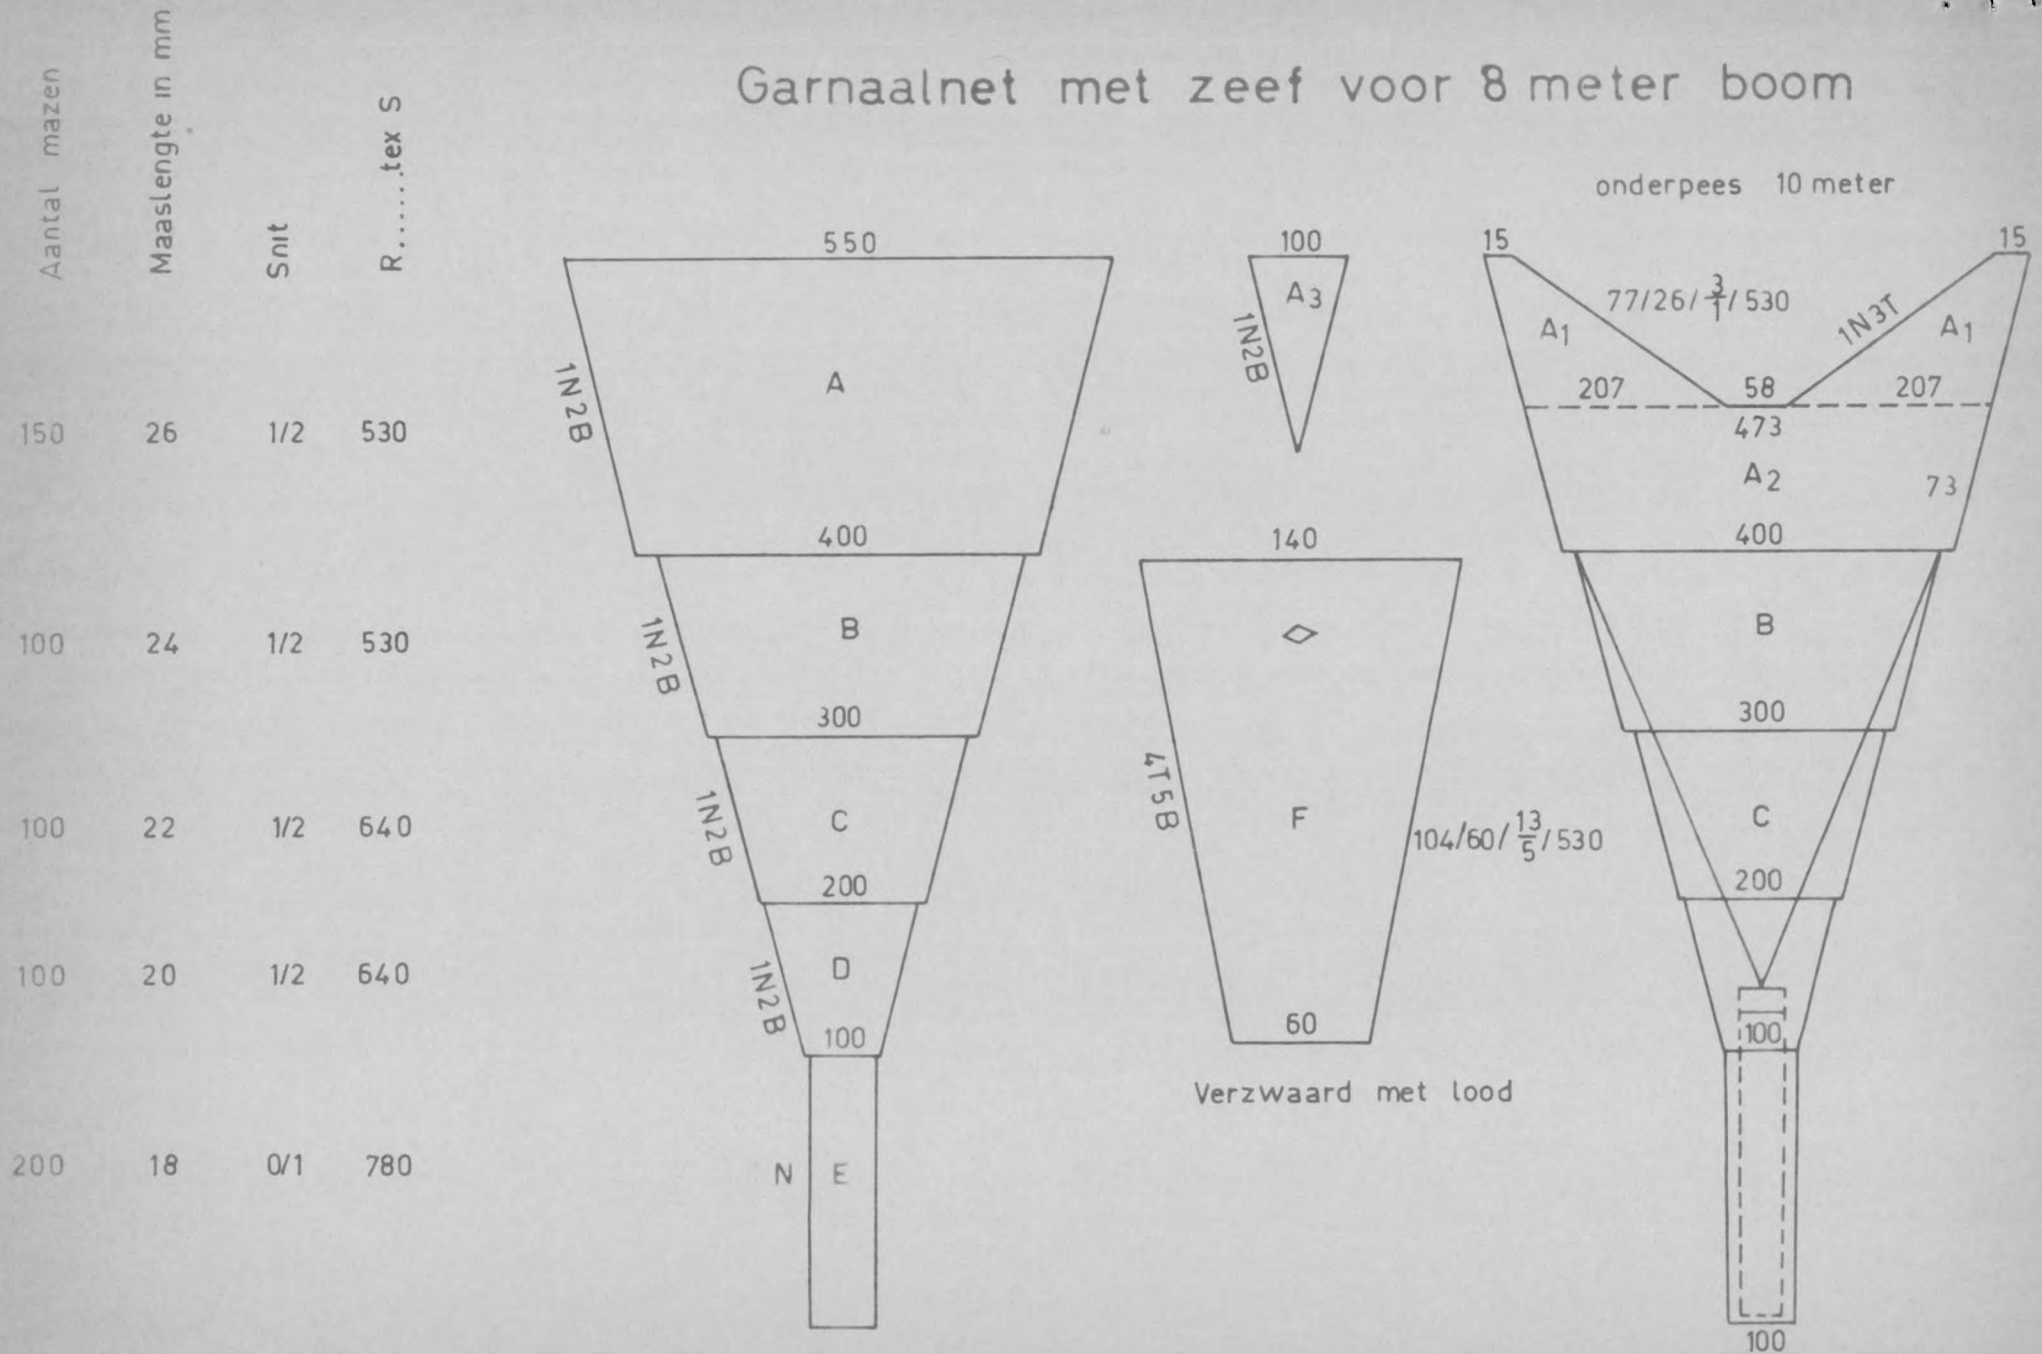 Garnaalnet met zeef voor 8 meter boom
Aantal mazen
Maaslengte in mm
Snit
R.......tex S
150 26 1/2 530
100 24 1/2 530
100 22 1/2 640
100 20 1/2 640
200 18 0/1 780
550
1N2B
A
400
1N2B
B
300
1N2B
C
200
1N2B
D
100
N E
100
A3
1N2B
140
4T5B
F
104/60/13/5/530
60
Verzwaard met lood
onderpees 10 meter
15 15
77/26/3/1/530
1N3T
A1 A1
207 58 207
473
A2
73
400
B
300
C
200
100
100